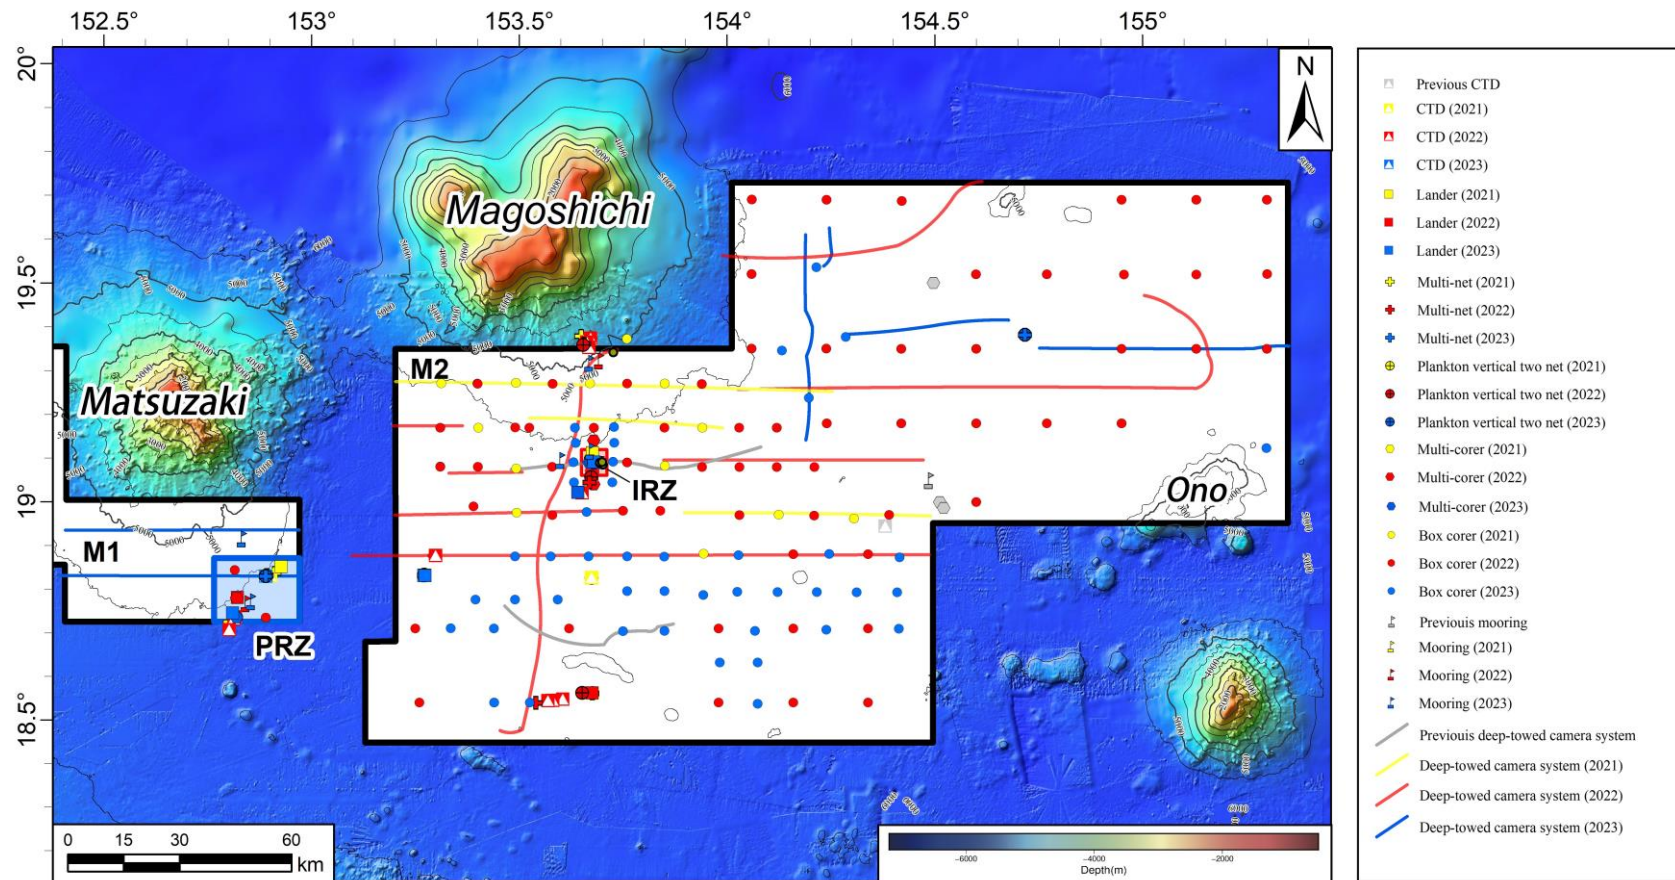 152.5° 153° 153.5° 154° 154.5° 155°
20°
19.5°
19°
18.5°
N
Magoshichi
Matsuzaki
M2
IRZ
Ono
M1
PRZ
0 15 30 60
km
-6000 -4000 -2000
Depth(m)
Previous CTD
CTD (2021)
CTD (2022)
CTD (2023)
Lander (2021)
Lander (2022)
Lander (2023)
Multi-net (2021)
Multi-net (2022)
Multi-net (2023)
Plankton vertical two net (2021)
Plankton vertical two net (2022)
Plankton vertical two net (2023)
Multi-corer (2021)
Multi-corer (2022)
Multi-corer (2023)
Box corer (2021)
Box corer (2022)
Box corer (2023)
Previouis mooring
Mooring (2021)
Mooring (2022)
Mooring (2023)
Previouis deep-towed camera system
Deep-towed camera system (2021)
Deep-towed camera system (2022)
Deep-towed camera system (2023)